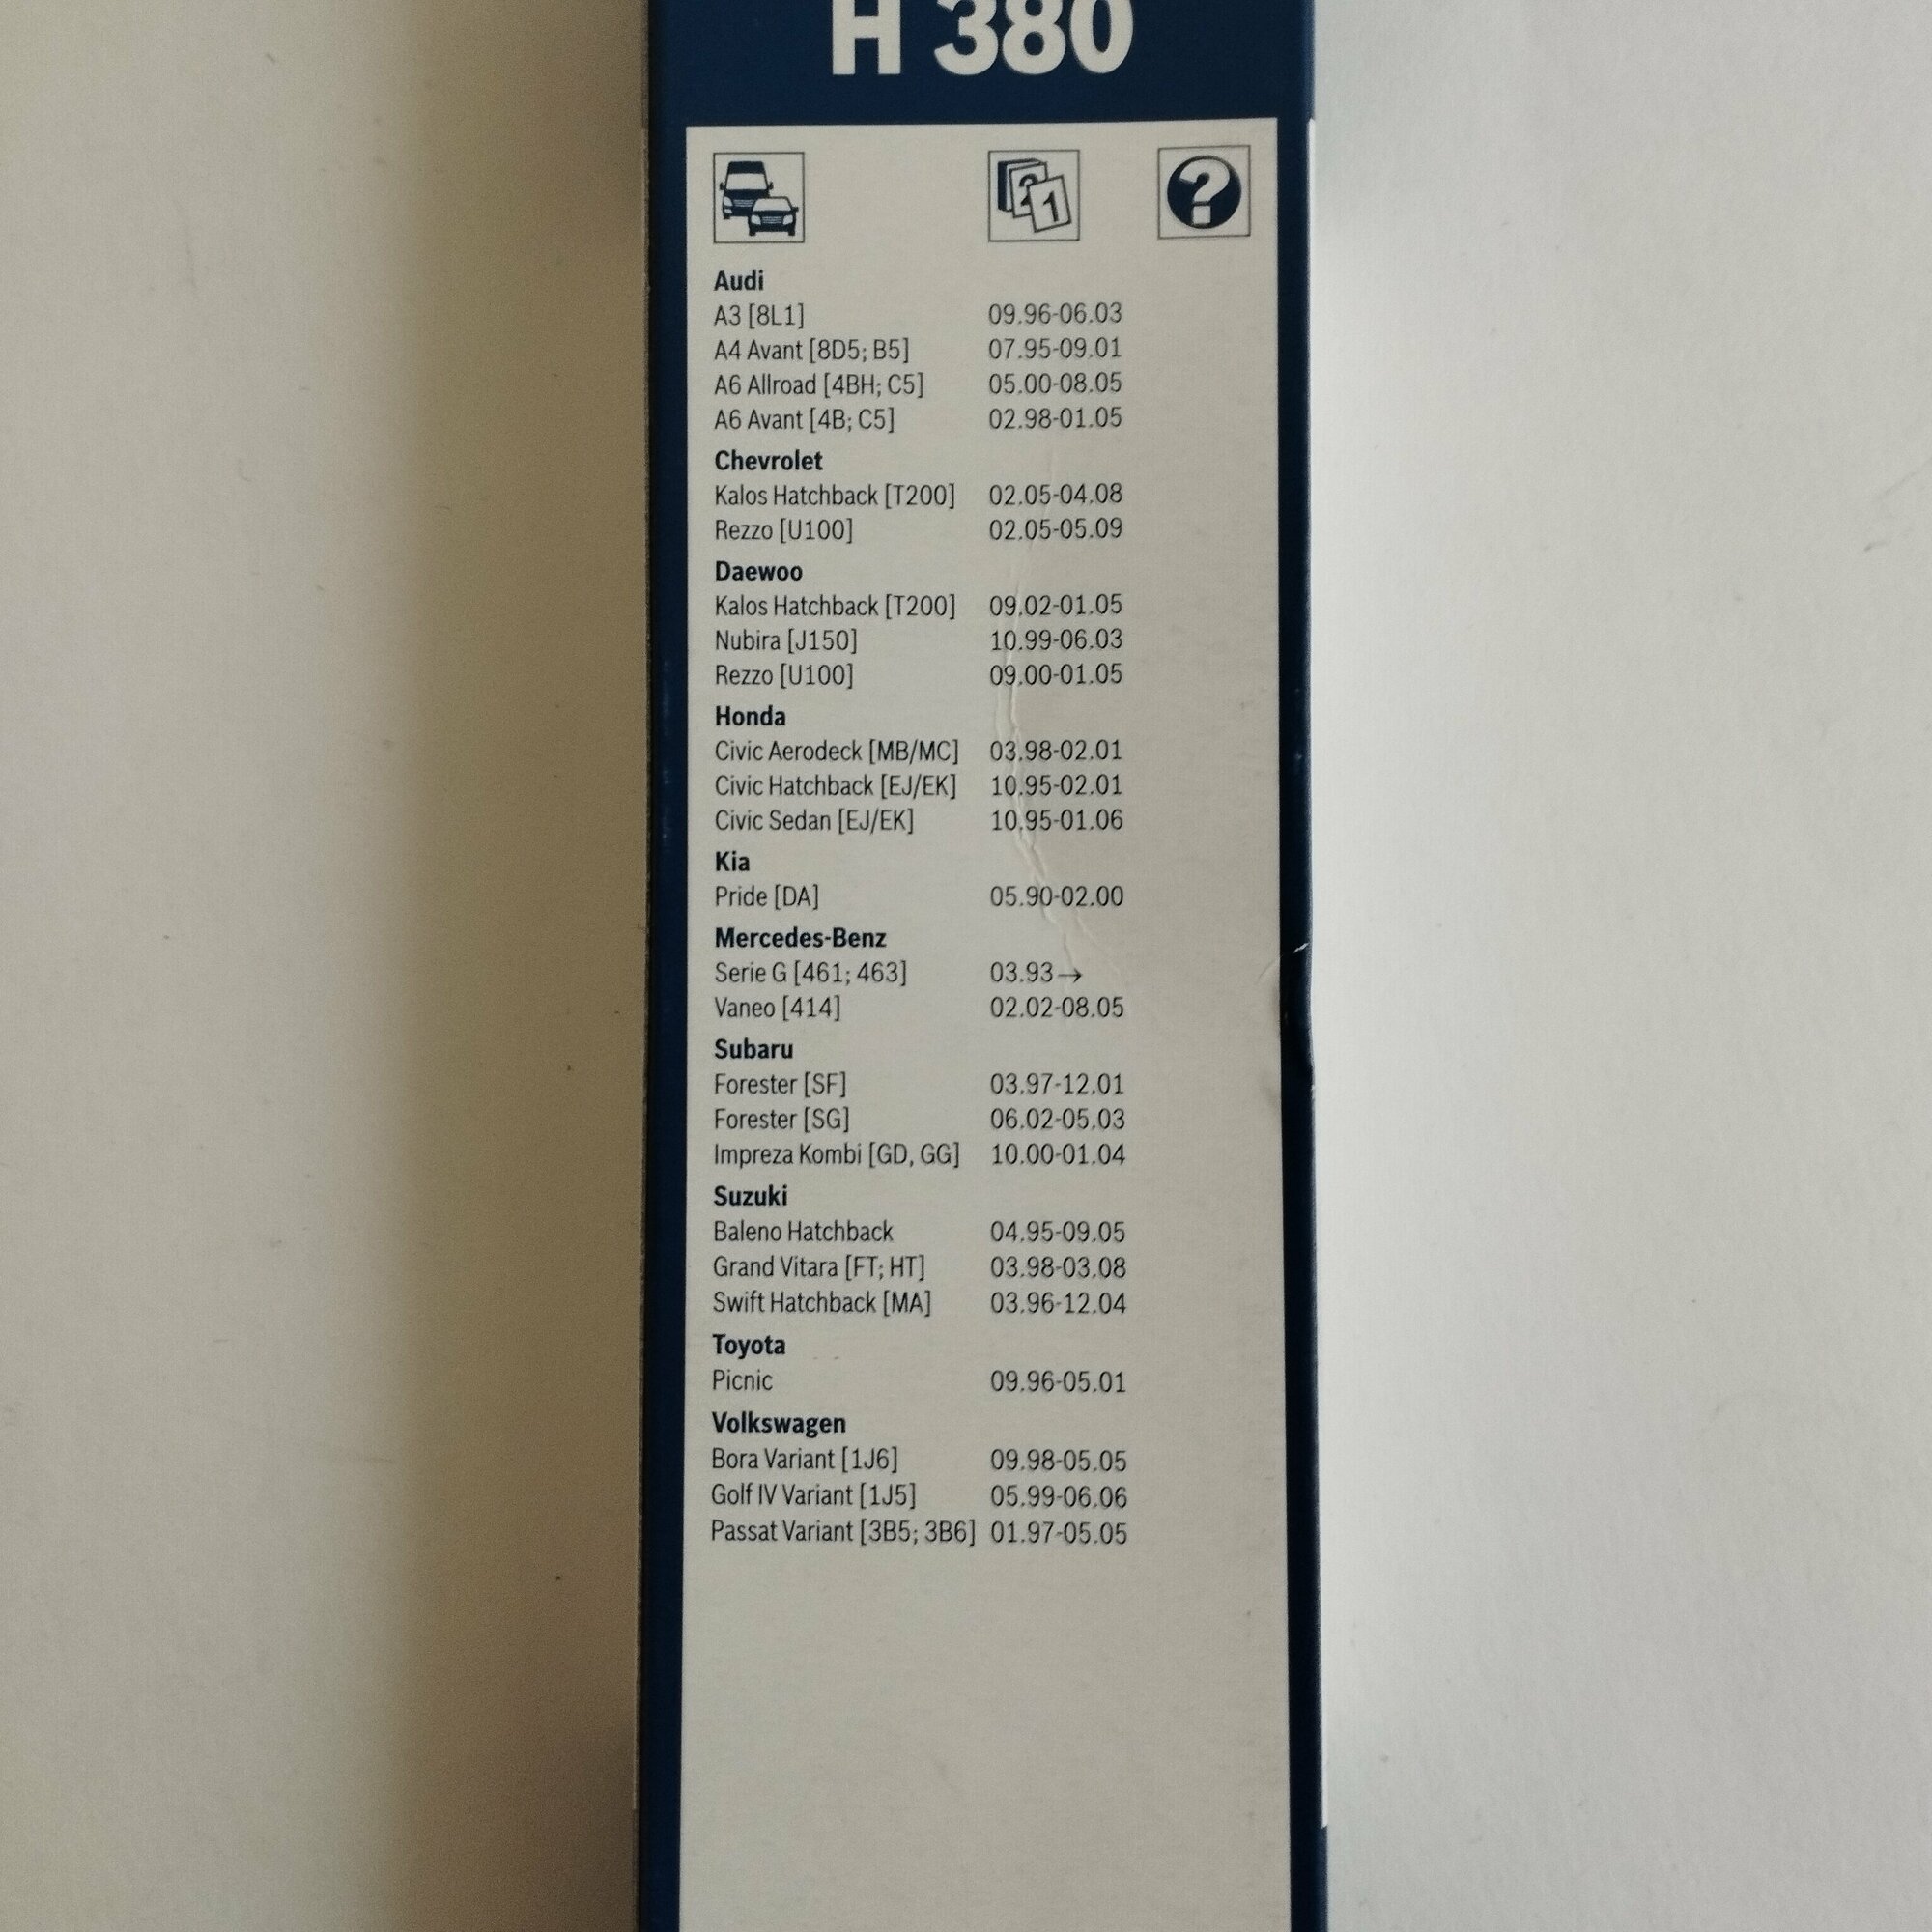 H 380
2 1 ?
Audi
A3 [8L1] 09.96-06.03
A4 Avant [8D5; B5] 07.95-09.01
A6 Allroad [4BH; C5] 05.00-08.05
A6 Avant [4B; C5] 02.98-01.05
Chevrolet
Kalos Hatchback [T200] 02.05-04.08
Rezzo [U100] 02.05-05.09
Daewoo
Kalos Hatchback [T200] 09.02-01.05
Nubira [J150] 10.99-06.03
Rezzo [U100] 09.00-01.05
Honda
Civic Aerodeck [MB/MC] 03.98-02.01
Civic Hatchback [EJ/EK] 10.95-02.01
Civic Sedan [EJ/EK] 10.95-01.06
Kia
Pride [DA] 05.90-02.00
Mercedes-Benz
Serie G [461; 463] 03.93→
Vaneo [414] 02.02-08.05
Subaru
Forester [SF] 03.97-12.01
Forester [SG] 06.02-05.03
Impreza Kombi [GD, GG] 10.00-01.04
Suzuki
Baleno Hatchback 04.95-09.05
Grand Vitara [FT; HT] 03.98-03.08
Swift Hatchback [MA] 03.96-12.04
Toyota
Picnic 09.96-05.01
Volkswagen
Bora Variant [1J6] 09.98-05.05
Golf IV Variant [1J5] 05.99-06.06
Passat Variant [3B5; 3B6] 01.97-05.05